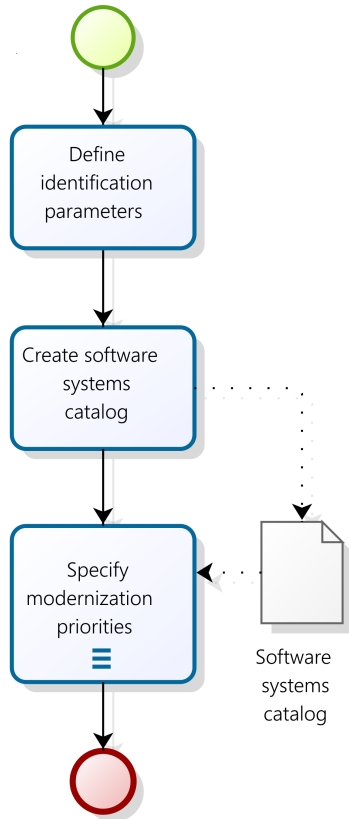 Define
identification
parameters
Create software
systems
catalog
Specify
modernization
priorities
Software
systems
catalog